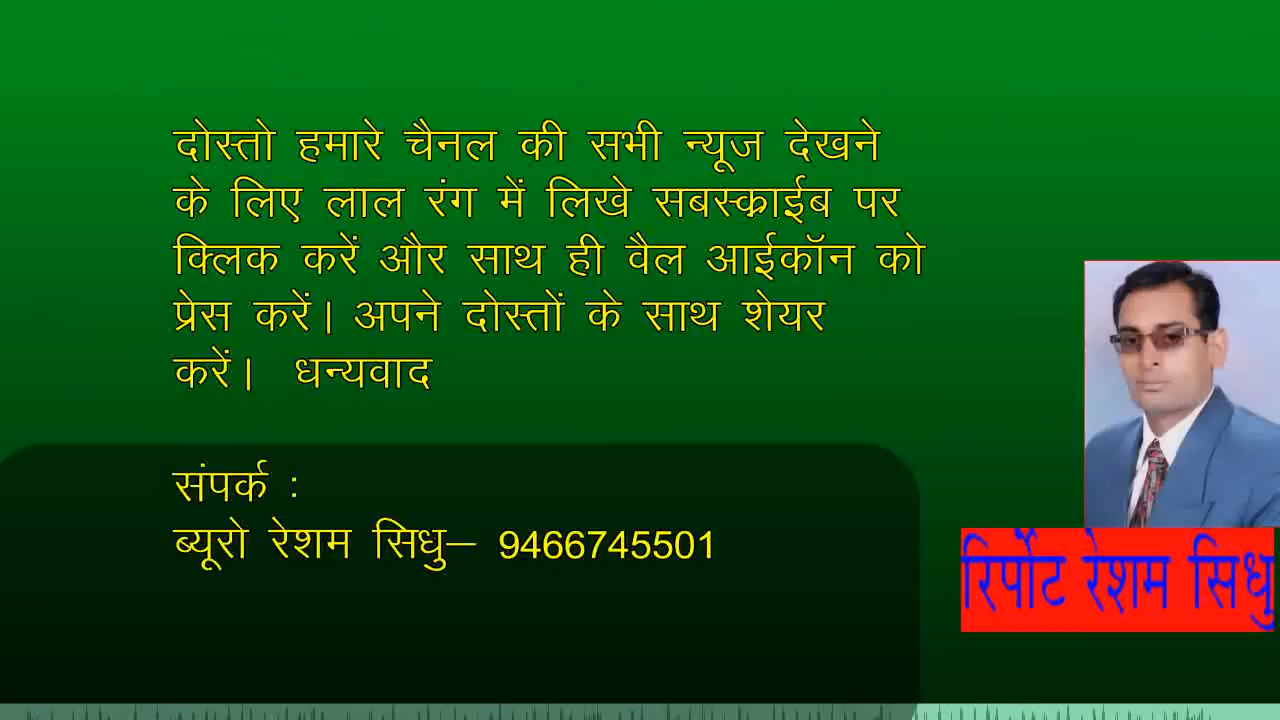 दोस्तो हमारे चैनल की सभी न्यूज देखने
के लिए लाल रंग में लिखे सबस्क्राईब पर
क्लिक करें और साथ ही वैल आईकॉन को
प्रेस करें। अपने दोस्तों के साथ शेयर
करें। धन्यवाद
संपर्क :
ब्यूरो रेशम सिधु– 9466745501
रिर्पोट रेशम सिधु